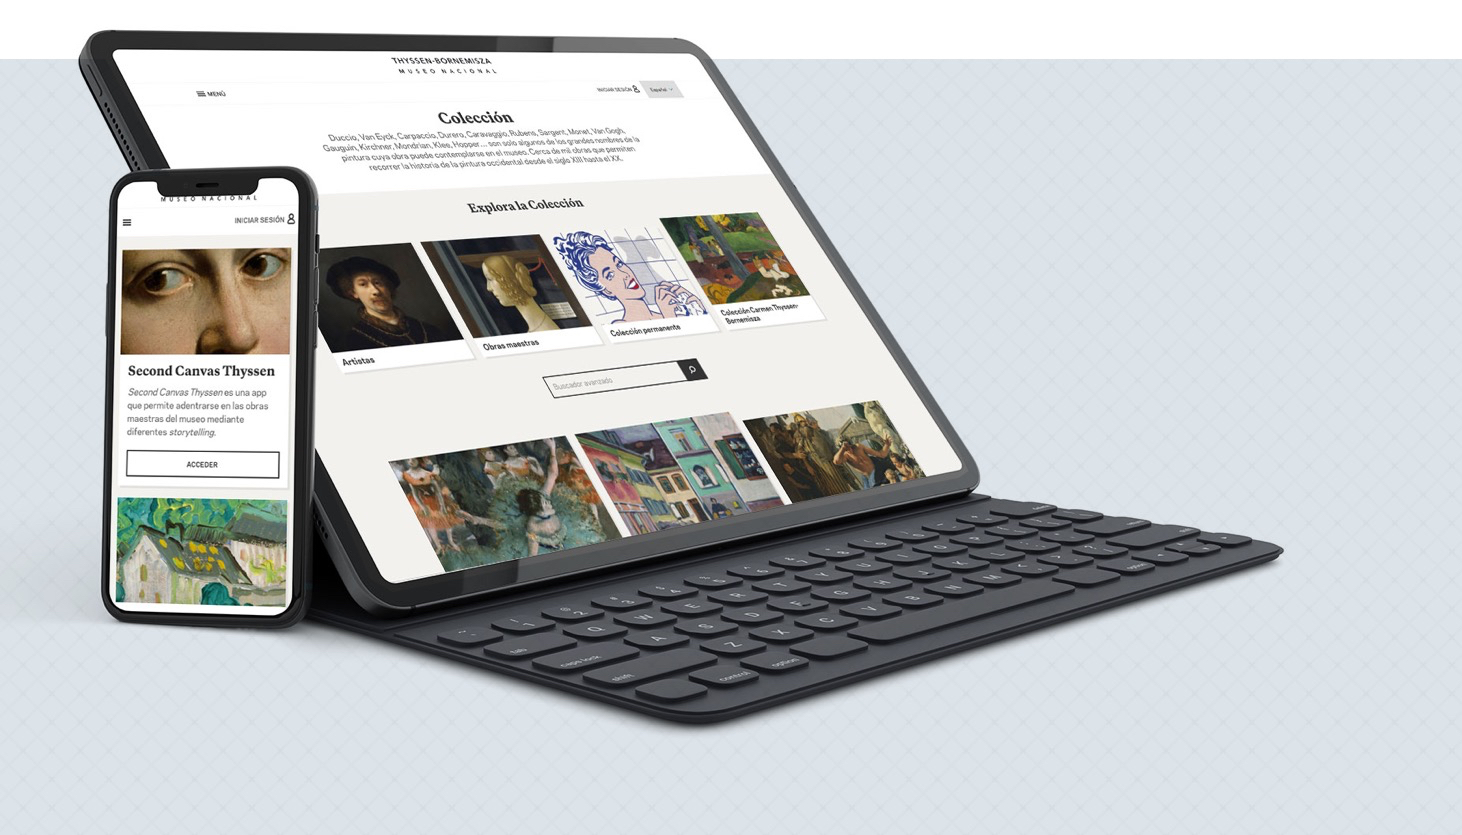 THYSSEN-BORNEMISZA
MUSEO NACIONAL
MENÚ
INICIAR SESIÓN
Español
Colección
Duccio, Van Eyck, Carpaccio, Durero, Caravaggio, Rubens, Sargent, Monet, Van Gogh,
Gauguin, Kirchner, Mondrian, Klee, Hopper... son solo algunos de los grandes nombres de la
pintura cuya obra puede contemplarse en el museo. Cerca de mil obras que permiten
recorrer la historia de la pintura occidental desde el siglo XIII hasta el XX.
Explora la Colección
Artistas
Obras maestras
Colección permanente
Colección Carmen Thyssen-
Bornemisza
Buscador avanzado
MUSEO NACIONAL
INICIAR SESIÓN
Second Canvas Thyssen
Second Canvas Thyssen es una app
que permite adentrarse en las obras
maestras del museo mediante
diferentes storytelling.
ACCEDER
Q W E R T Y U I O P
tab
A S D F G H J K L
caps lock
Z X C V B N M
shift
control
option